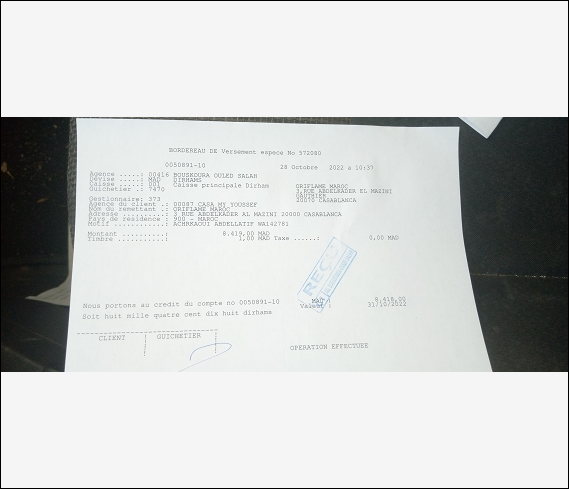 BORDEREAU DE Versement espece No 572080
0050891-10 28 Octobre 2022 a 10:37
Agence .....: 00416 BOUSKOURA OULED SALAH
Devise .....: MAD DIRHAMS
Caisse .....: 001 Caisse principale Dirham
Guichetier .: 7470
ORIFLAME MAROC
3,RUE ABDELKADER EL MAZINI
GAUTHIER
20070 CASABLANCA
Gestionnaire: 373
Agence du client .: 00087 CASA MY YOUSSEF
Nom du remettant .: ORIFLAME MAROC
Adresse ..........: 3 RUE ABDELKADER AL MAZINI 20000 CASABLANCA
Pays de residence : 900 - MAROC
Motif ............: ACHRKAOUI ABDELLATIF WA142781
Montant ..........: 8.419,00 MAD
Timbre ...........: 1,00 MAD Taxe ......: 0,00 MAD
REÇU
Nous portons au credit du compte no 0050891-10 MAD : 8.418,00
Valeur : 31/10/2022
Soit huit mille quatre cent dix huit dirhams
CLIENT GUICHETIER
OPERATION EFFECTUEE